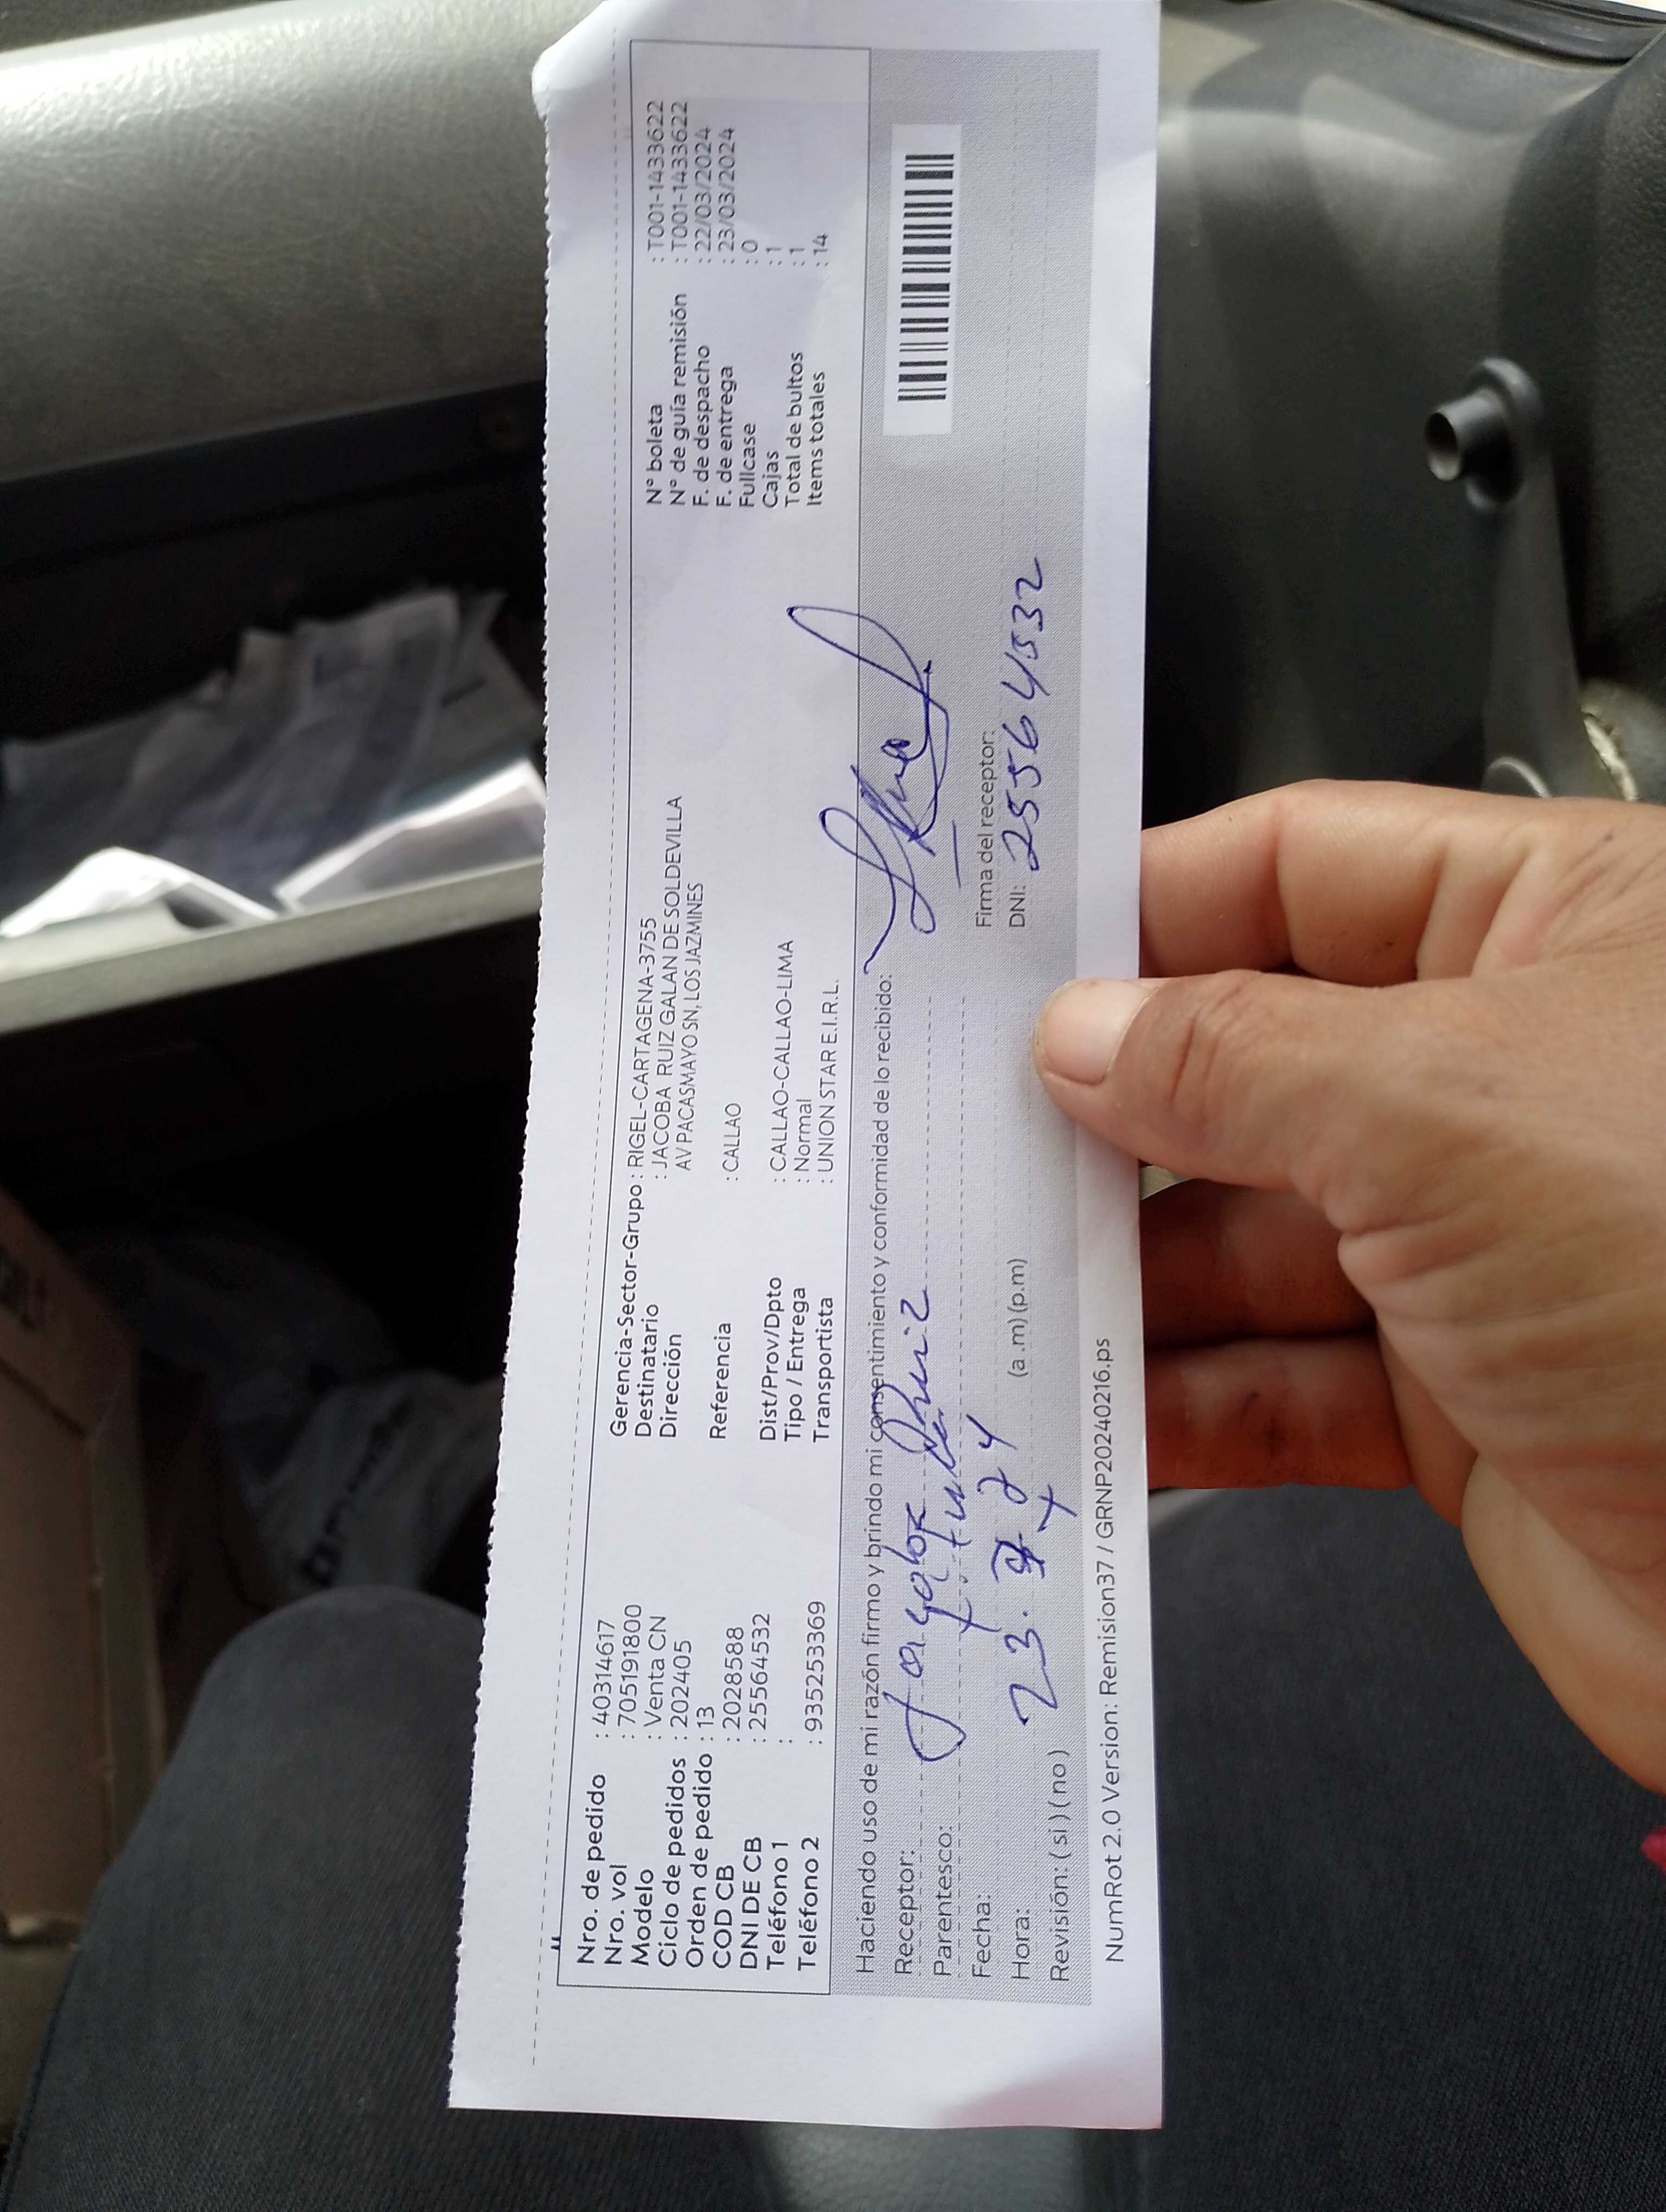 Nro. de pedido : 40314617
Nro. vol : 705191800
Modelo : Venta CN
Ciclo de pedidos : 202405
Orden de pedido : 13
COD CB : 2028588
DNI DE CB : 25564532
Teléfono 1 :
Teléfono 2 : 935253369
Gerencia-Sector-Grupo : RIGEL-CARTAGENA-3755
Destinatario : JACOBA RUIZ GALAN DE SOLDEVILLA
Dirección AV PACASMAYO SN, LOS JAZMINES
Referencia : CALLAO
Dist/Prov/Dpto : CALLAO-CALLAO-LIMA
Tipo / Entrega : Normal
Transportista : UNION STAR E.I.R.L.
N° boleta : T001-1433622
N° de guía remisión : T001-1433622
F. de despacho : 22/03/2024
F. de entrega : 23/03/2024
Fullcase : 0
Cajas : 1
Total de bultos : 1
Items totales : 14
Haciendo uso de mi razón firmo y brindo mi consentimiento y conformidad de lo recibido:
Receptor: Ruiz
Parentesco:
Fecha: 23. 24
Hora: (a.m) (p.m)
Revisión: ( si ) ( no )
Firma del receptor:
DNI: 25564532
NumRot 2.0 Version: Remision37 / GRNP20240216.ps